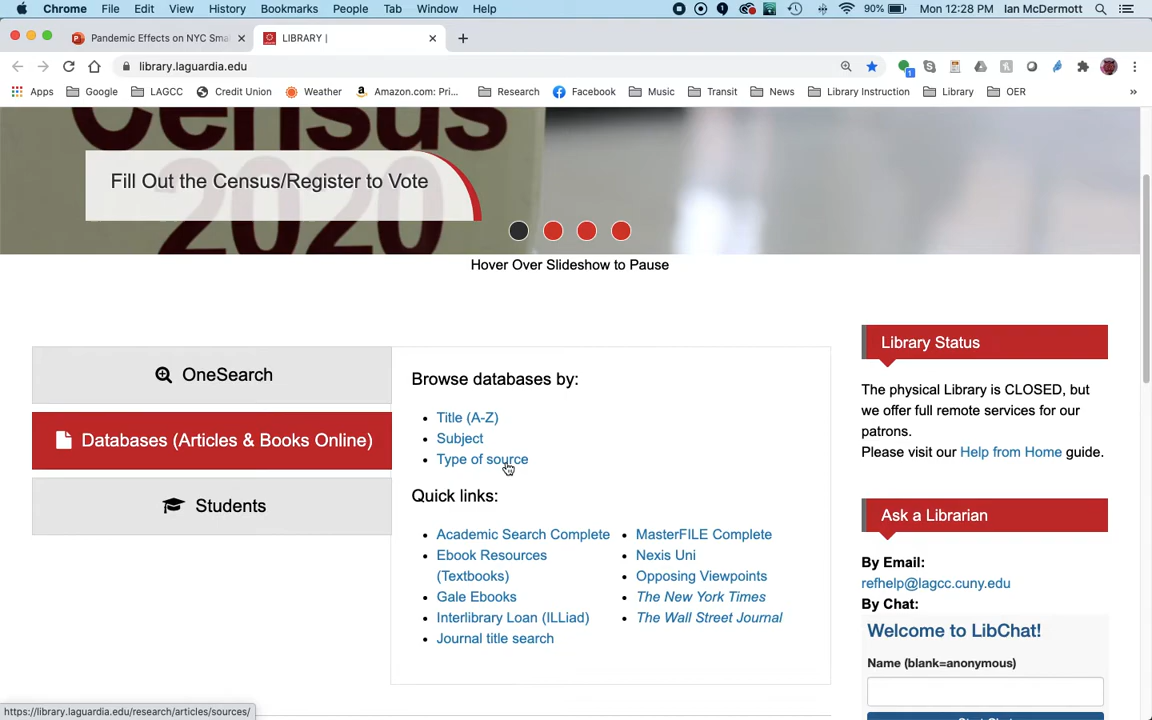 Chrome File Edit View History Bookmarks People Tab Window Help 90% Mon 12:28 PM Ian McDermott
Pandemic Effects on NYC Sma
LIBRARY |
library.laguardia.edu
Apps Google LAGCC Credit Union Weather Amazon.com: Pri... Research Facebook Music Transit News Library Instruction Library OER »
Census
2020
Fill Out the Census/Register to Vote
Hover Over Slideshow to Pause
OneSearch
Databases (Articles & Books Online)
Students
Browse databases by:
Title (A-Z)
Subject
Type of source
Quick links:
Academic Search Complete
Ebook Resources
(Textbooks)
Gale Ebooks
Interlibrary Loan (ILLiad)
Journal title search
MasterFILE Complete
Nexis Uni
Opposing Viewpoints
The New York Times
The Wall Street Journal
Library Status
The physical Library is CLOSED, but
we offer full remote services for our
patrons.
Please visit our Help from Home guide.
Ask a Librarian
By Email:
refhelp@lagcc.cuny.edu
By Chat:
Welcome to LibChat!
Name (blank=anonymous)
https://library.laguardia.edu/research/articles/sources/